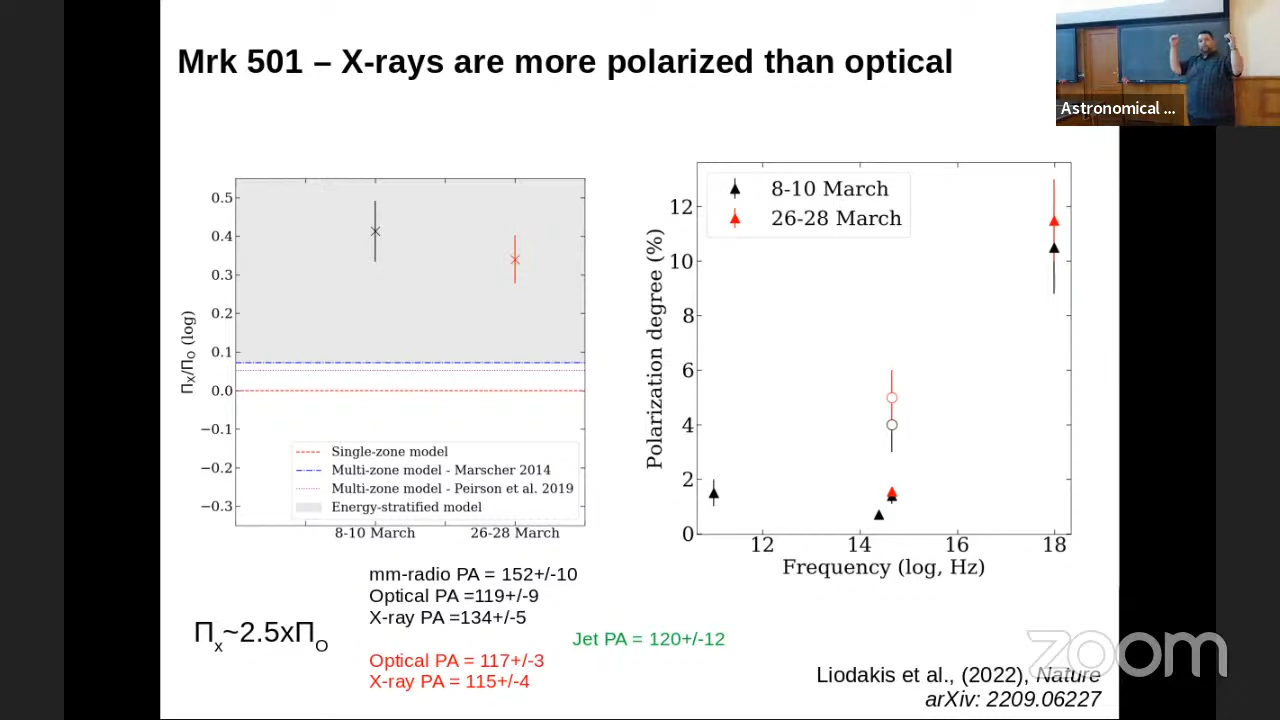 Mrk 501 – X-rays are more polarized than optical
Astronomical ...
0.5
0.4
0.3
0.2
0.1
0.0
−0.1
−0.2
−0.3
Πx/Πo (log)
Single-zone model
Multi-zone model - Marscher 2014
Multi-zone model - Peirson et al. 2019
Energy-stratified model
8-10 March
26-28 March
8-10 March
26-28 March
12
10
8
6
4
2
0
Polarization degree (%)
12
14
16
18
Frequency (log, Hz)
mm-radio PA = 152+/-10
Optical PA =119+/-9
X-ray PA =134+/-5
Πx~2.5xΠO
Jet PA = 120+/-12
Optical PA = 117+/-3
X-ray PA = 115+/-4
zoom
Liodakis et al., (2022), Nature
arXiv: 2209.06227